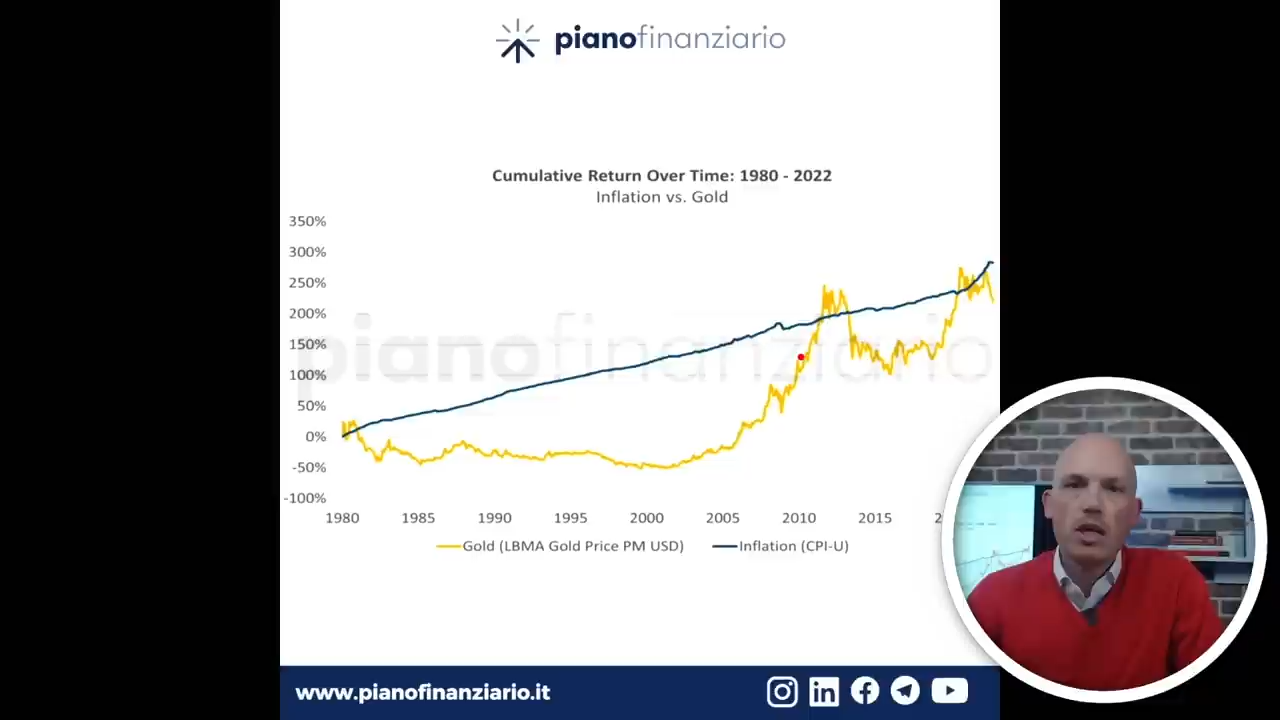 pianofinanziario
Cumulative Return Over Time: 1980 - 2022
Inflation vs. Gold
350%
300%
250%
200%
150%
100%
50%
0%
-50%
-100%
pianofinanziario
1980 1985 1990 1995 2000 2005 2010 2015 2
Gold (LBMA Gold Price PM USD) Inflation (CPI-U)
www.pianofinanziario.it